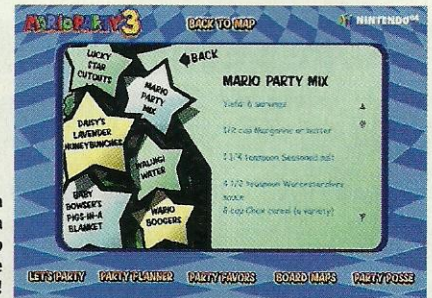 MARIO PARTY 3
BACK TO MAP
NINTENDO64
LUCKY
STAR
CUTOUTS
MARIO
PARTY
MIX
BACK
DAISY'S
LAVENDER
HUNEYBUNCHES
WALUIGI
WATER
BABY
BOWSER'S
PIGS-IN-A
BLANKET
WARIO
BOOGERS
MARIO PARTY MIX
Yield: 6 servings
1/2 cup Margarine or butter
1 1/4 teaspoon Seasoned salt
4 1/2 teaspoon Worcestershire
sauce
8 cup Chex cereal (a variety)
LET'S PARTY
PARTY PLANNER
PARTY FAVORS
BOARD MAPS
PARTY POSSE